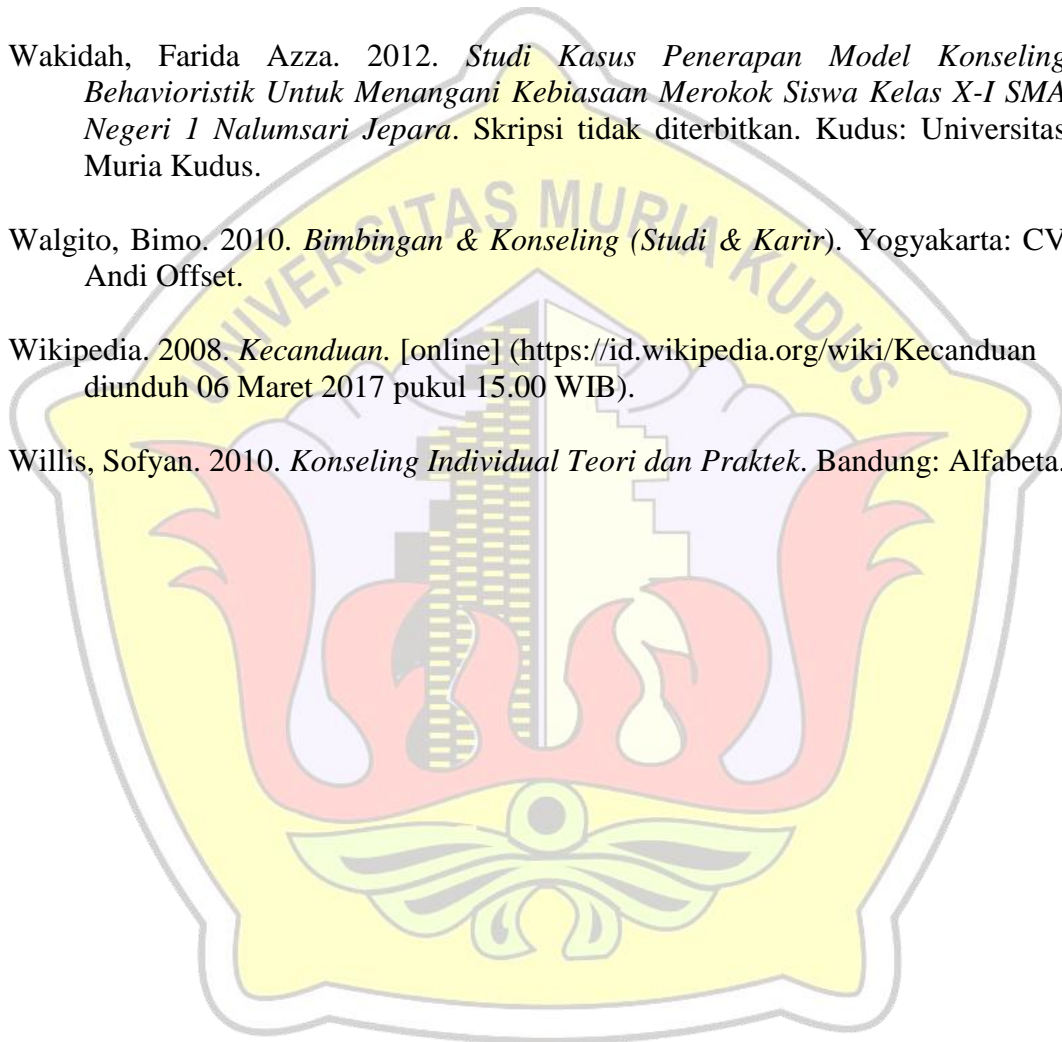 Wakidah, Farida Azza. 2012. Studi Kasus Penerapan Model Konseling
Behavioristik Untuk Menangani Kebiasaan Merokok Siswa Kelas X-I SMA
Negeri 1 Nalumsari Jepara. Skripsi tidak diterbitkan. Kudus: Universitas
Muria Kudus.
UNIVERSITAS MURIA KUDUS
Walgito, Bimo. 2010. Bimbingan & Konseling (Studi & Karir). Yogyakarta: CV
Andi Offset.
Wikipedia. 2008. Kecanduan. [online] (https://id.wikipedia.org/wiki/Kecanduan
diunduh 06 Maret 2017 pukul 15.00 WIB).
Willis, Sofyan. 2010. Konseling Individual Teori dan Praktek. Bandung: Alfabeta.